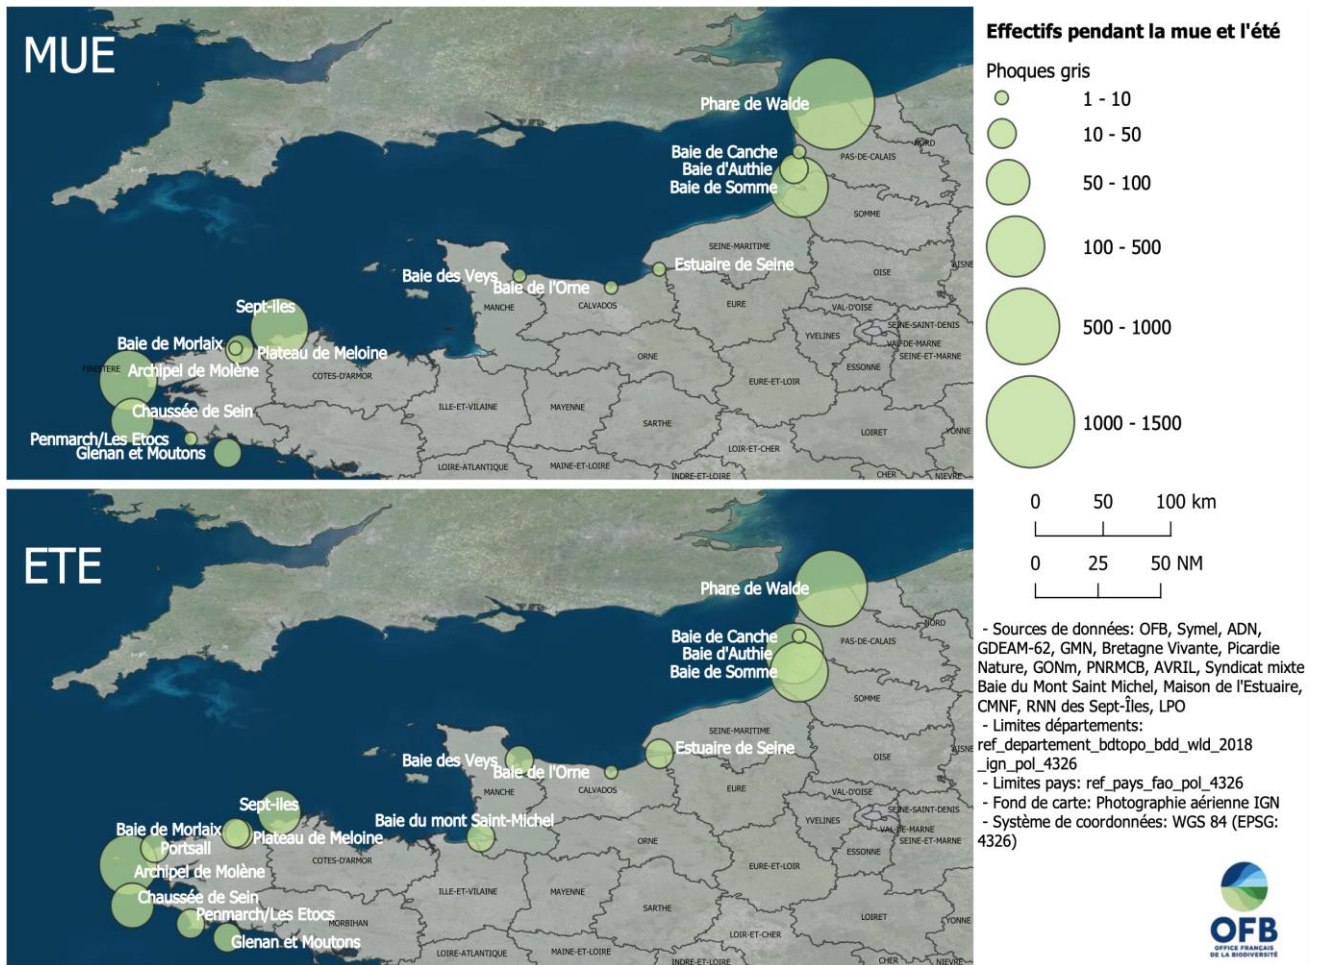 MUE
Phare de Walde
NORD
Baie de Canche
PAS-DE-CALAIS
Baie d'Authie
Baie de Somme
SOMME
SEINE-MARITIME
Estuaire de Seine
OISE
AISNE
Baie des Veys
Baie de l'Orne
MANCHE
CALVADOS
EURE
VAL-D'OISE
Sept-iles
YVELINES
SEINE-SAINT-DENIS
VAL-DE-MARNE
SEINE-ET-MARNE
Baie de Morlaix
Plateau de Meloine
ORNE
ESSONNE
FINISTERE
Archipel de Molène
COTES-D'ARMOR
EURE-ET-LOIR
Chaussée de Sein
ILLE-ET-VILAINE
MAYENNE
SARTHE
LOIRET
YONNE
Penmarch/Les Etocs
Glenan et Moutons
LOIR-ET-CHER
LOIRE-ATLANTIQUE
MAINE-ET-LOIRE
INDRE-ET-LOIRE
CHER
NIEVRE
ETE
Phare de Walde
NORD
Baie de Canche
PAS-DE-CALAIS
Baie d'Authie
Baie de Somme
SOMME
SEINE-MARITIME
Estuaire de Seine
OISE
AISNE
Baie des Veys
Baie de l'Orne
MANCHE
CALVADOS
EURE
VAL-D'OISE
Sept-iles
Baie du mont Saint-Michel
YVELINES
SEINE-SAINT-DENIS
VAL-DE-MARNE
SEINE-ET-MARNE
Baie de Morlaix
Plateau de Meloine
Portsall
ORNE
ESSONNE
COTES-D'ARMOR
EURE-ET-LOIR
Archipel de Molène
ILLE-ET-VILAINE
MAYENNE
Chaussée de Sein
SARTHE
Penmarch/Les Etocs
MORBIHAN
LOIRET
YONNE
Glenan et Moutons
LOIR-ET-CHER
LOIRE-ATLANTIQUE
MAINE-ET-LOIRE
INDRE-ET-LOIRE
CHER
NIEVRE
Effectifs pendant la mue et l'été
Phoques gris
1 - 10
10 - 50
50 - 100
100 - 500
500 - 1000
1000 - 1500
0 50 100 km
0 25 50 NM
- Sources de données: OFB, Symel, ADN,
GDEAM-62, GMN, Bretagne Vivante, Picardie
Nature, GONm, PNRMCB, AVRIL, Syndicat mixte
Baie du Mont Saint Michel, Maison de l'Estuaire,
CMNF, RNN des Sept-Îles, LPO
- Limites départements:
ref_departement_bdtopo_bdd_wld_2018
_ign_pol_4326
- Limites pays: ref_pays_fao_pol_4326
- Fond de carte: Photographie aérienne IGN
- Système de coordonnées: WGS 84 (EPSG:
4326)
OFB
OFFICE FRANÇAIS
DE LA BIODIVERSITÉ